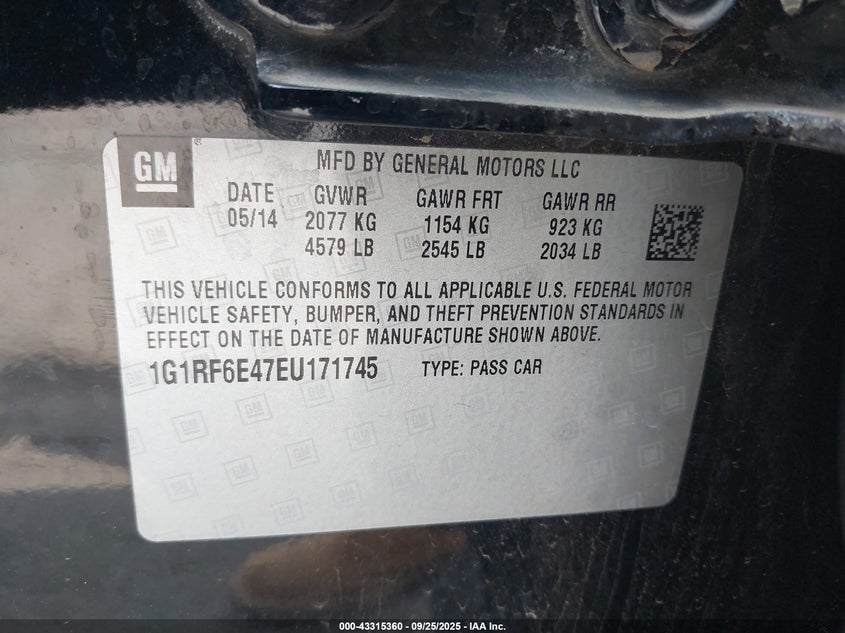 GM
MFD BY GENERAL MOTORS LLC
DATE GVWR GAWR FRT GAWR RR
05/14 2077 KG 1154 KG 923 KG
4579 LB 2545 LB 2034 LB
THIS VEHICLE CONFORMS TO ALL APPLICABLE U.S. FEDERAL MOTOR
VEHICLE SAFETY, BUMPER, AND THEFT PREVENTION STANDARDS IN
EFFECT ON THE DATE OF MANUFACTURE SHOWN ABOVE.
1G1RF6E47EU171745 TYPE: PASS CAR
000-43315360 - 09/25/2025 - IAA Inc.